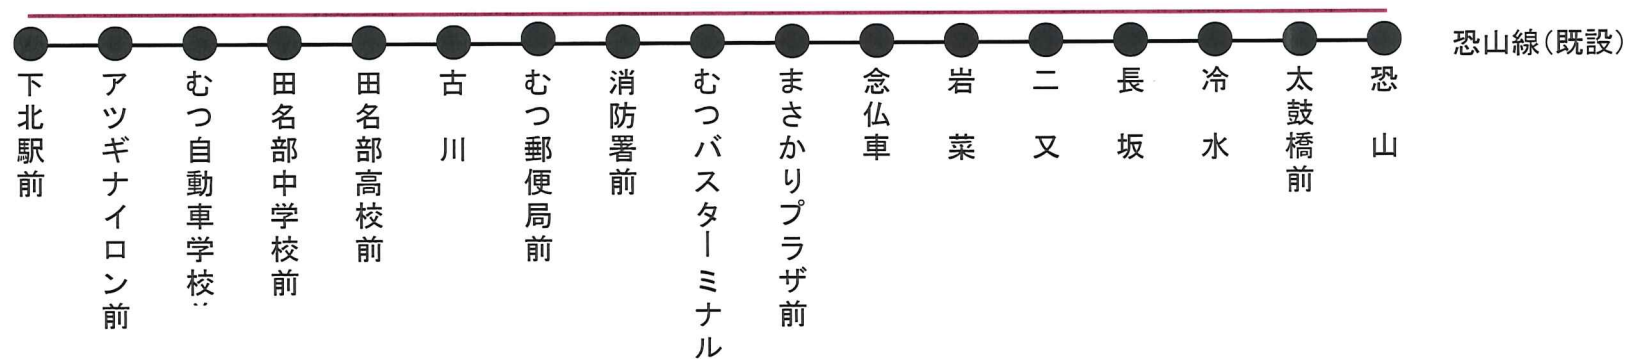 下北駅前
アツギナイロン前
むつ自動車学校
田名部中学校前
田名部高校前
古川
むつ郵便局前
消防署前
むつバスターミナル
まさかりプラザ前
念仏車
岩菜
二又
長坂
冷水
太鼓橋前
恐山
恐山線(既設)